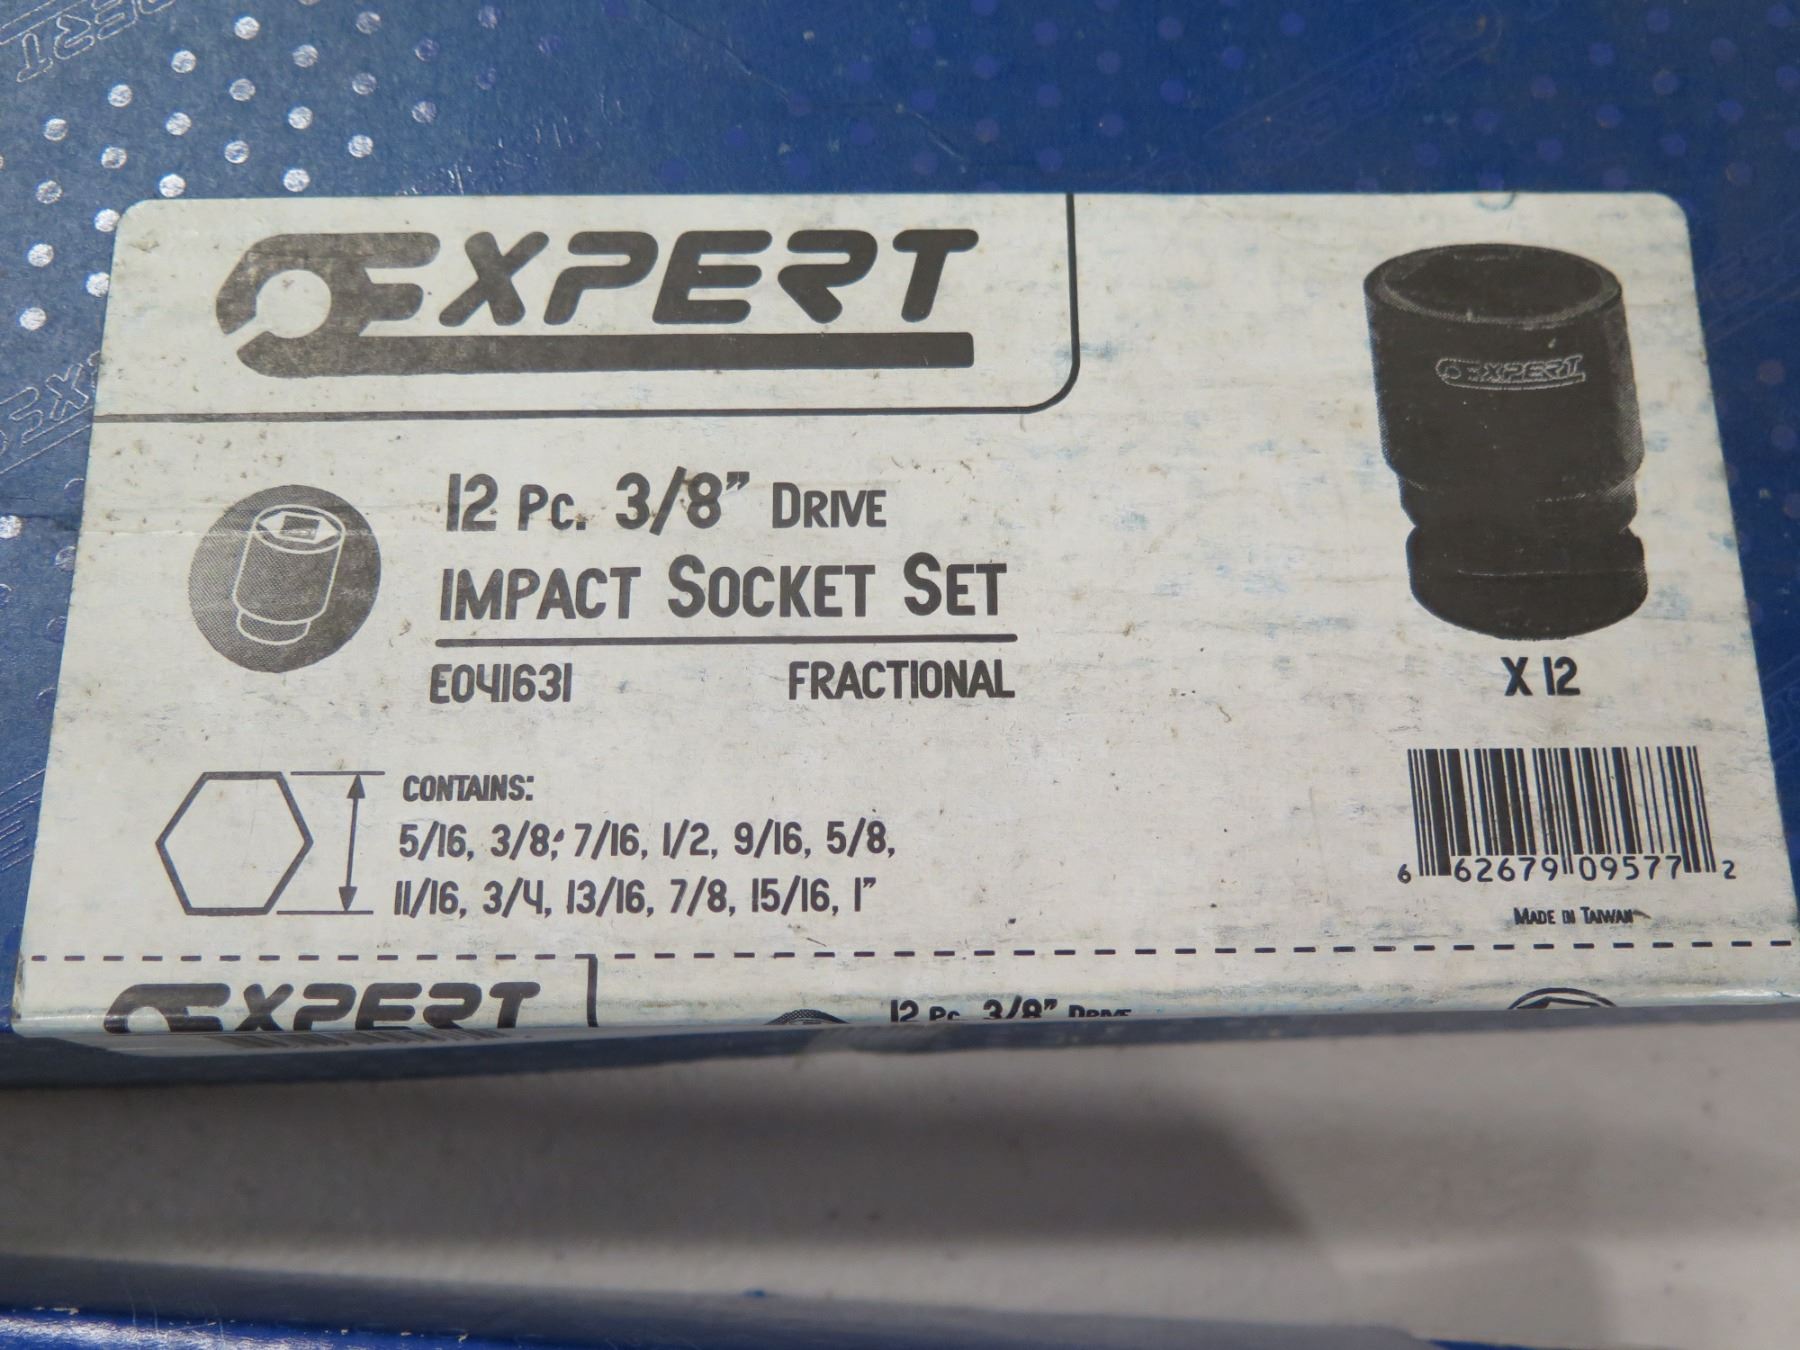 EXPERT
12 Pc. 3/8" DRIVE
IMPACT SOCKET SET
E041631 FRACTIONAL
CONTAINS:
5/16, 3/8, 7/16, 1/2, 9/16, 5/8,
11/16, 3/4, 13/16, 7/8, 15/16, 1"
EXPERT
X 12
6 62679 09577 2
MADE IN TAIWAN
EXPERT
12 Pc. 3/8" DRIVE